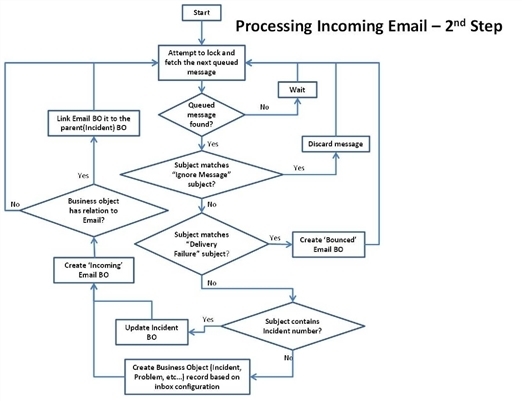 Start
Processing Incoming Email – 2nd Step
Attempt to lock and
fetch the next queued
message
Queued
message
found?
No
Wait
Yes
Link Email BO it to the
parent(Incident) BO
Discard message
Subject matches
"Ignore Message"
subject?
Yes
Yes
No
Business object
has relation to
Email?
No
Subject matches
"Delivery
Failure" subject?
Yes
Create 'Bounced'
Email BO
Create 'Incoming'
Email BO
No
Update Incident
BO
Yes
Subject contains
Incident number?
No
Create Business Object (Incident,
Problem, etc...) record based on
inbox configuration